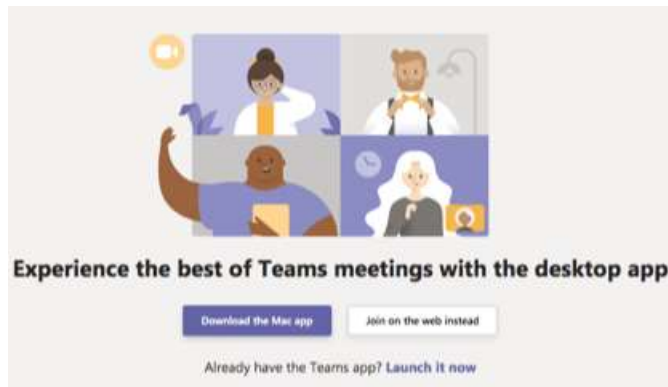 Experience the best of Teams meetings with the desktop app
Download the Mac app
Join on the web instead
Already have the Teams app? Launch it now